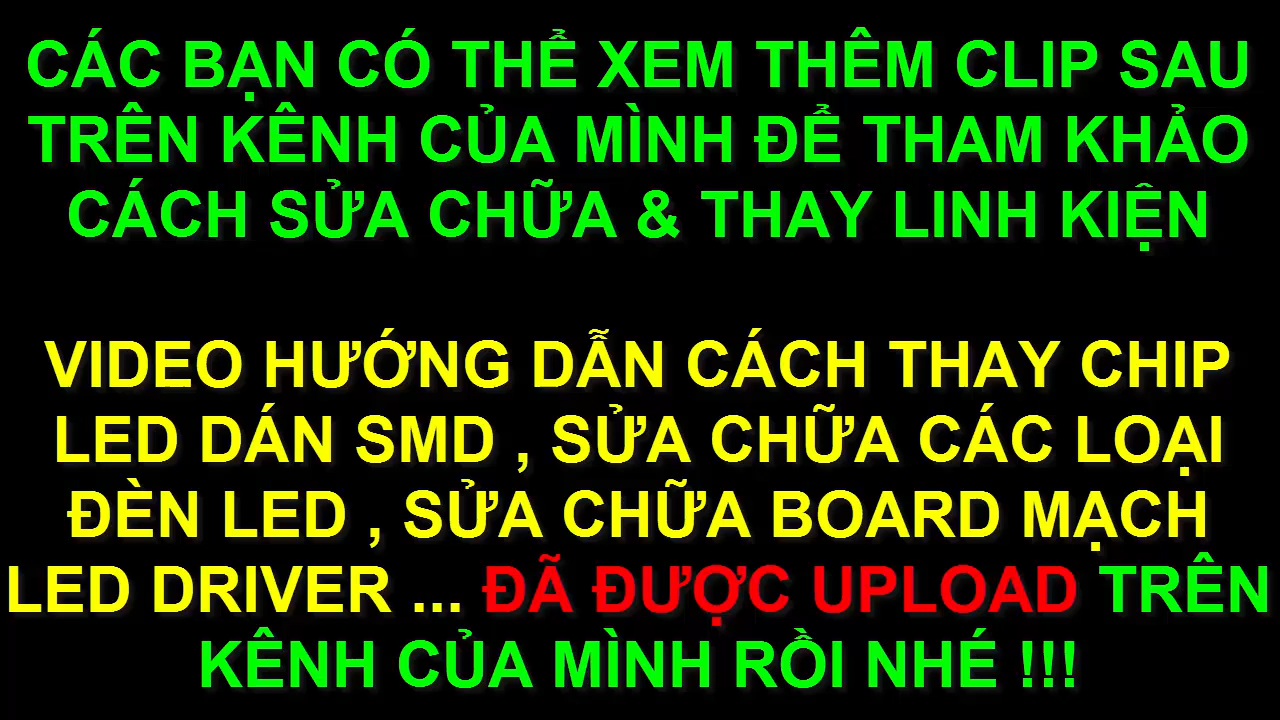 CÁC BẠN CÓ THỂ XEM THÊM CLIP SAU
TRÊN KÊNH CỦA MÌNH ĐỂ THAM KHẢO
CÁCH SỬA CHỮA & THAY LINH KIỆN
VIDEO HƯỚNG DẪN CÁCH THAY CHIP
LED DÁN SMD , SỬA CHỮA CÁC LOẠI
ĐÈN LED , SỬA CHỮA BOARD MẠCH
LED DRIVER ... ĐÃ ĐƯỢC UPLOAD TRÊN
KÊNH CỦA MÌNH RỒI NHÉ !!!